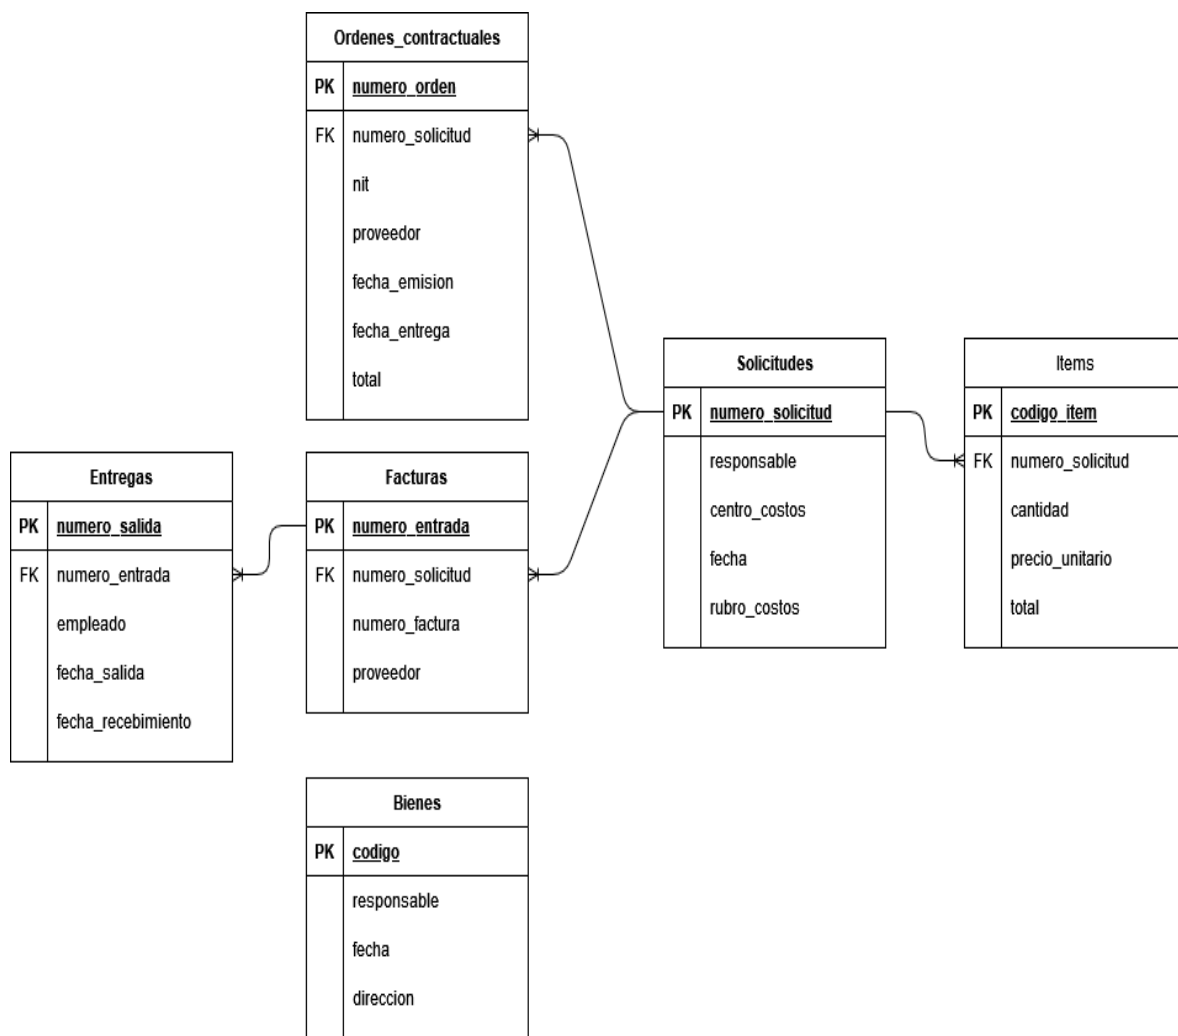 Ordenes_contractuales
PK numero_orden
FK numero_solicitud
nit
proveedor
fecha_emision
fecha_entrega
total
Solicitudes
PK numero_solicitud
responsable
centro_costos
fecha
rubro_costos
Items
PK codigo_item
FK numero_solicitud
cantidad
precio_unitario
total
Entregas
PK numero_salida
FK numero_entrada
empleado
fecha_salida
fecha_recebimiento
Facturas
PK numero_entrada
FK numero_solicitud
numero_factura
proveedor
Bienes
PK codigo
responsable
fecha
direccion